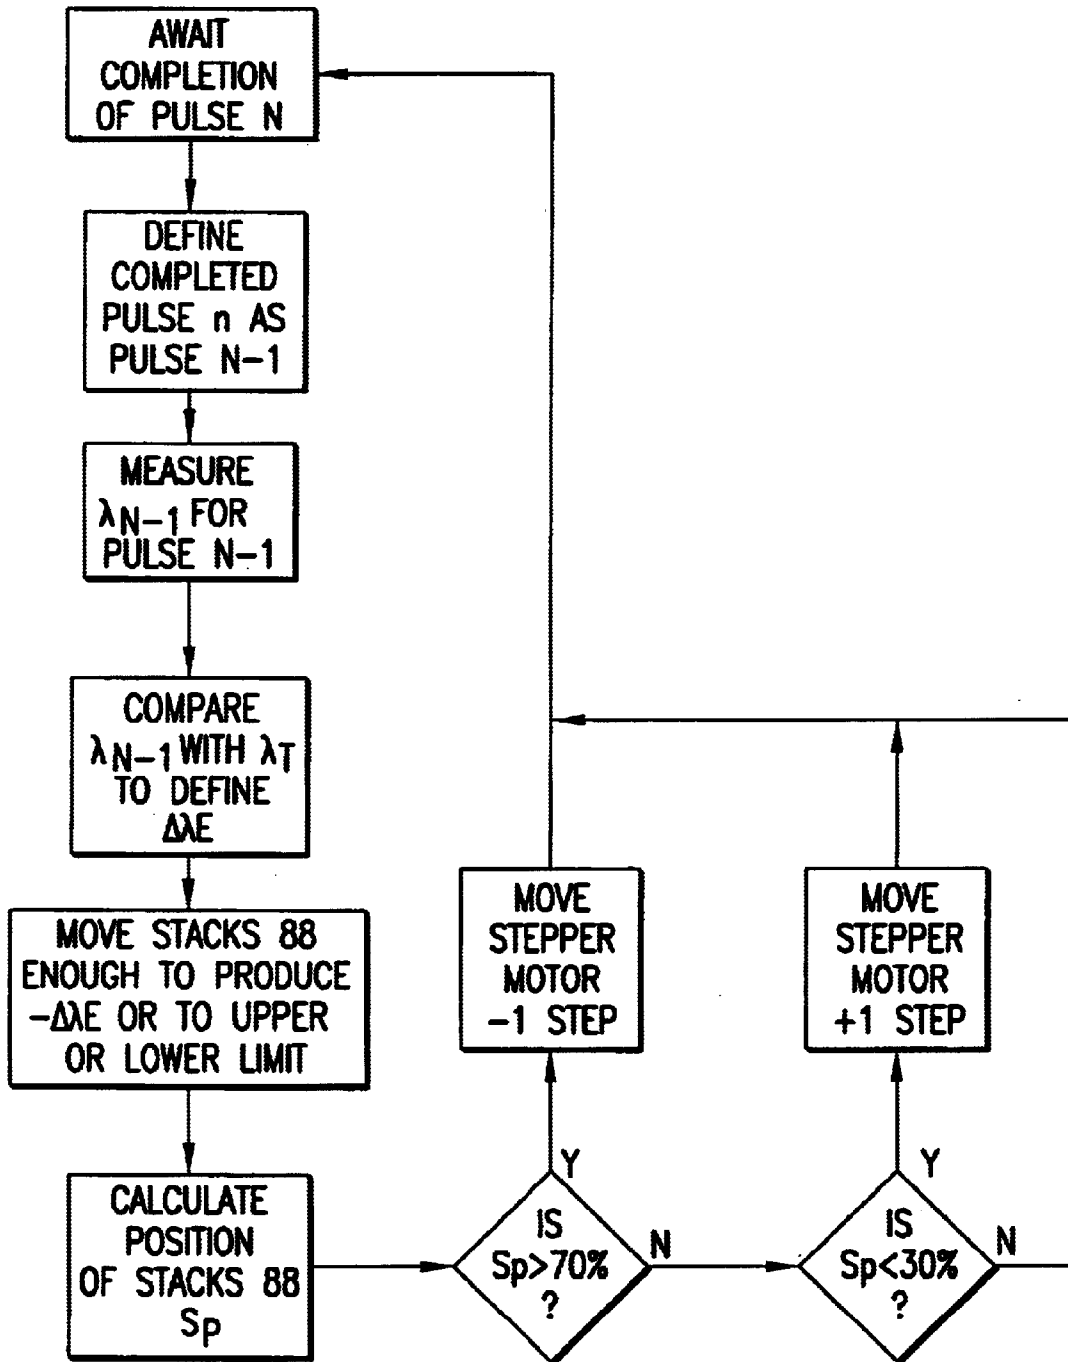 AWAIT
COMPLETION
OF PULSE N
DEFINE
COMPLETED
PULSE n AS
PULSE N-1
MEASURE
λN-1 FOR
PULSE N-1
COMPARE
λN-1 WITH λT
TO DEFINE
ΔλE
MOVE STACKS 88
ENOUGH TO PRODUCE
-ΔλE OR TO UPPER
OR LOWER LIMIT
CALCULATE
POSITION
OF STACKS 88
Sp
MOVE
STEPPER
MOTOR
-1 STEP
Y
IS
Sp>70%
?
N
MOVE
STEPPER
MOTOR
+1 STEP
Y
IS
Sp<30%
?
N